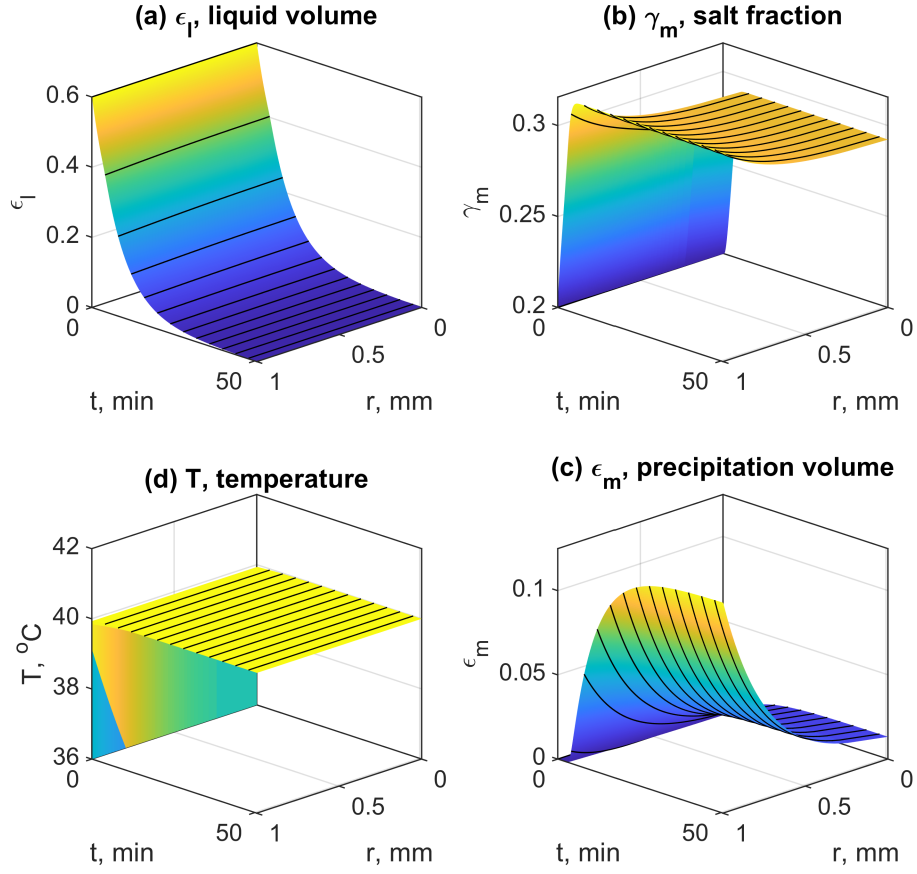 (a) ϵl, liquid volume
0.6
0.4
0.2
0
ϵl
0
50
t, min
1
0.5
0
r, mm
(b) γm, salt fraction
0.3
0.25
0.2
γm
0
50
t, min
1
0.5
0
r, mm
(d) T, temperature
42
40
38
36
T, °C
0
50
t, min
1
0.5
0
r, mm
(c) ϵm, precipitation volume
0.1
0.05
0
ϵm
0
50
t, min
1
0.5
0
r, mm